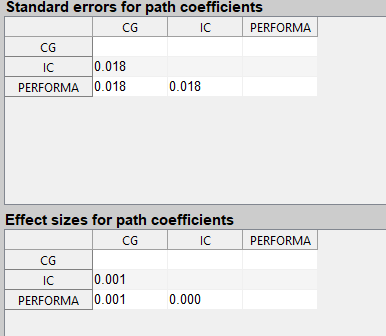 Standard errors for path coefficients
CG IC PERFORMA
CG
IC 0.018
PERFORMA 0.018 0.018
Effect sizes for path coefficients
CG IC PERFORMA
CG
IC 0.001
PERFORMA 0.001 0.000